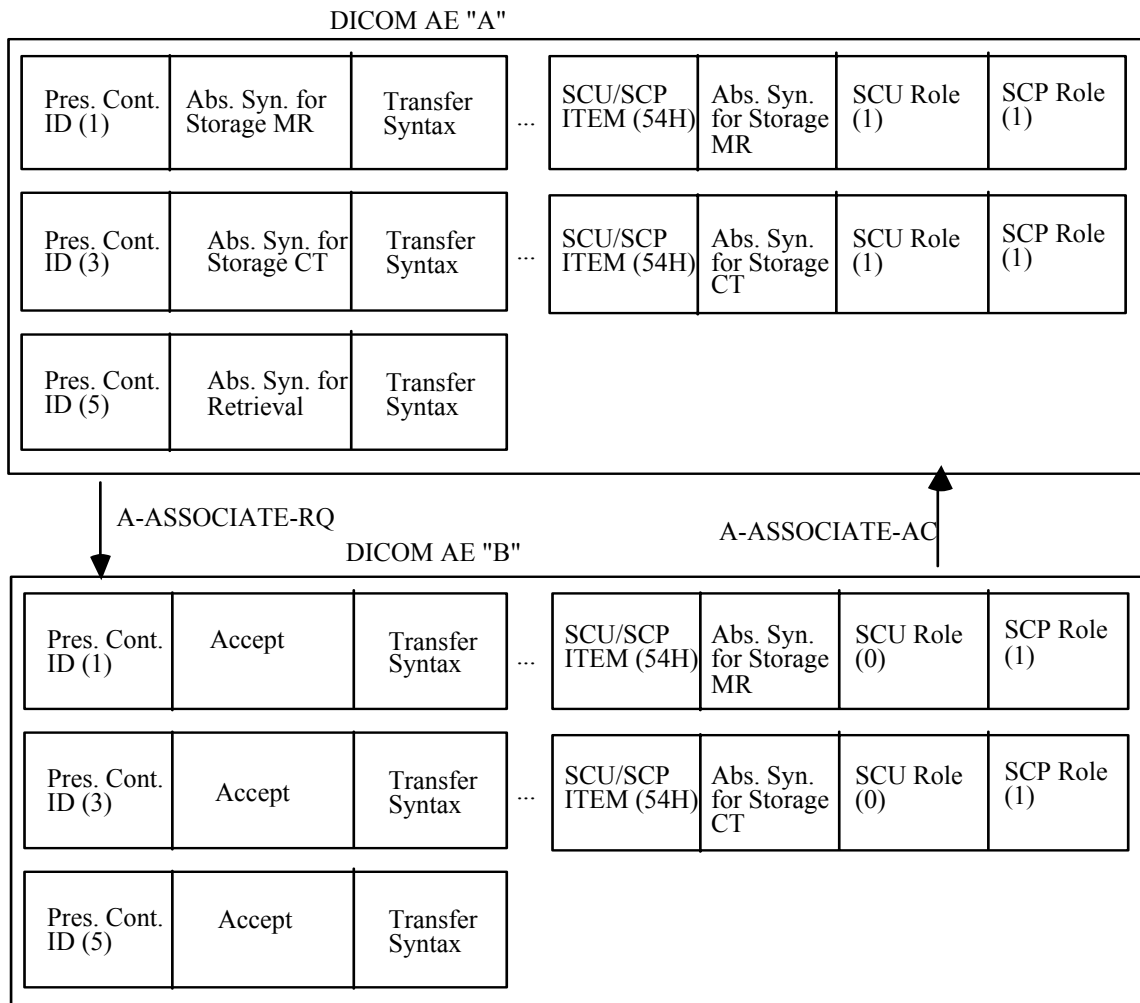 DICOM AE "A"
Pres. Cont.
ID (1)
Abs. Syn. for
Storage MR
Transfer
Syntax
...
SCU/SCP
ITEM (54H)
Abs. Syn.
for Storage
MR
SCU Role
(1)
SCP Role
(1)
Pres. Cont.
ID (3)
Abs. Syn. for
Storage CT
Transfer
Syntax
...
SCU/SCP
ITEM (54H)
Abs. Syn.
for Storage
CT
SCU Role
(1)
SCP Role
(1)
Pres. Cont.
ID (5)
Abs. Syn. for
Retrieval
Transfer
Syntax
A-ASSOCIATE-RQ
A-ASSOCIATE-AC
DICOM AE "B"
Pres. Cont.
ID (1)
Accept
Transfer
Syntax
...
SCU/SCP
ITEM (54H)
Abs. Syn.
for Storage
MR
SCU Role
(0)
SCP Role
(1)
Pres. Cont.
ID (3)
Accept
Transfer
Syntax
...
SCU/SCP
ITEM (54H)
Abs. Syn.
for Storage
CT
SCU Role
(0)
SCP Role
(1)
Pres. Cont.
ID (5)
Accept
Transfer
Syntax